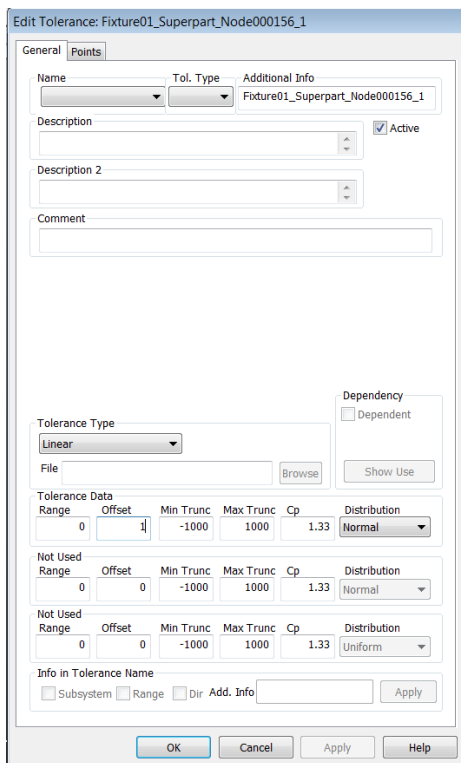 Edit Tolerance: Fixture01_Superpart_Node000156_1
General Points
Name Tol. Type Additional Info
Fixture01_Superpart_Node000156_1
Description
Active
Description 2
Comment
Dependency
Dependent
Tolerance Type
Linear
File Browse Show Use
Tolerance Data
Range Offset Min Trunc Max Trunc Cp Distribution
0 1 -1000 1000 1.33 Normal
Not Used
Range Offset Min Trunc Max Trunc Cp Distribution
0 0 -1000 1000 1.33 Normal
Not Used
Range Offset Min Trunc Max Trunc Cp Distribution
0 0 -1000 1000 1.33 Uniform
Info in Tolerance Name
Subsystem Range Dir Add. Info Apply
OK Cancel Apply Help